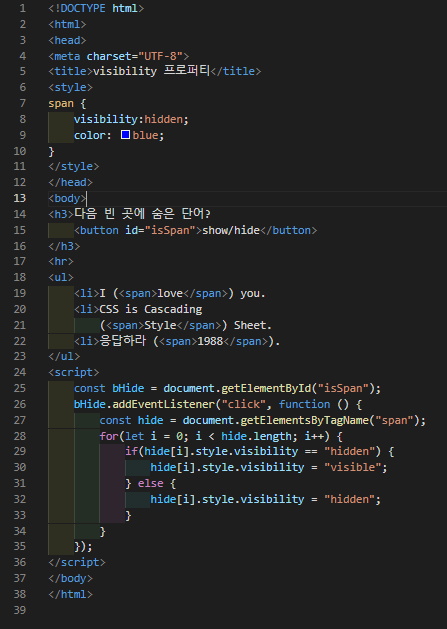 1 <!DOCTYPE html>
2 <html>
3 <head>
4 <meta charset="UTF-8">
5 <title>visibility 프로퍼티</title>
6 <style>
7 span {
8     visibility:hidden;
9     color: blue;
10 }
11 </style>
12 </head>
13 <body>
14 <h3>다음 빈 곳에 숨은 단어?
15     <button id="isSpan">show/hide</button>
16 </h3>
17 <hr>
18 <ul>
19     <li>I (<span>love</span>) you.
20     <li>CSS is Cascading
21         (<span>Style</span>) Sheet.
22     <li>응답하라 (<span>1988</span>).
23 </ul>
24 <script>
25     const bHide = document.getElementById("isSpan");
26     bHide.addEventListener("click", function () {
27         const hide = document.getElementsByTagName("span");
28         for(let i = 0; i < hide.length; i++) {
29             if(hide[i].style.visibility == "hidden") {
30                 hide[i].style.visibility = "visible";
31             } else {
32                 hide[i].style.visibility = "hidden";
33             }
34         }
35     });
36 </script>
37 </body>
38 </html>
39